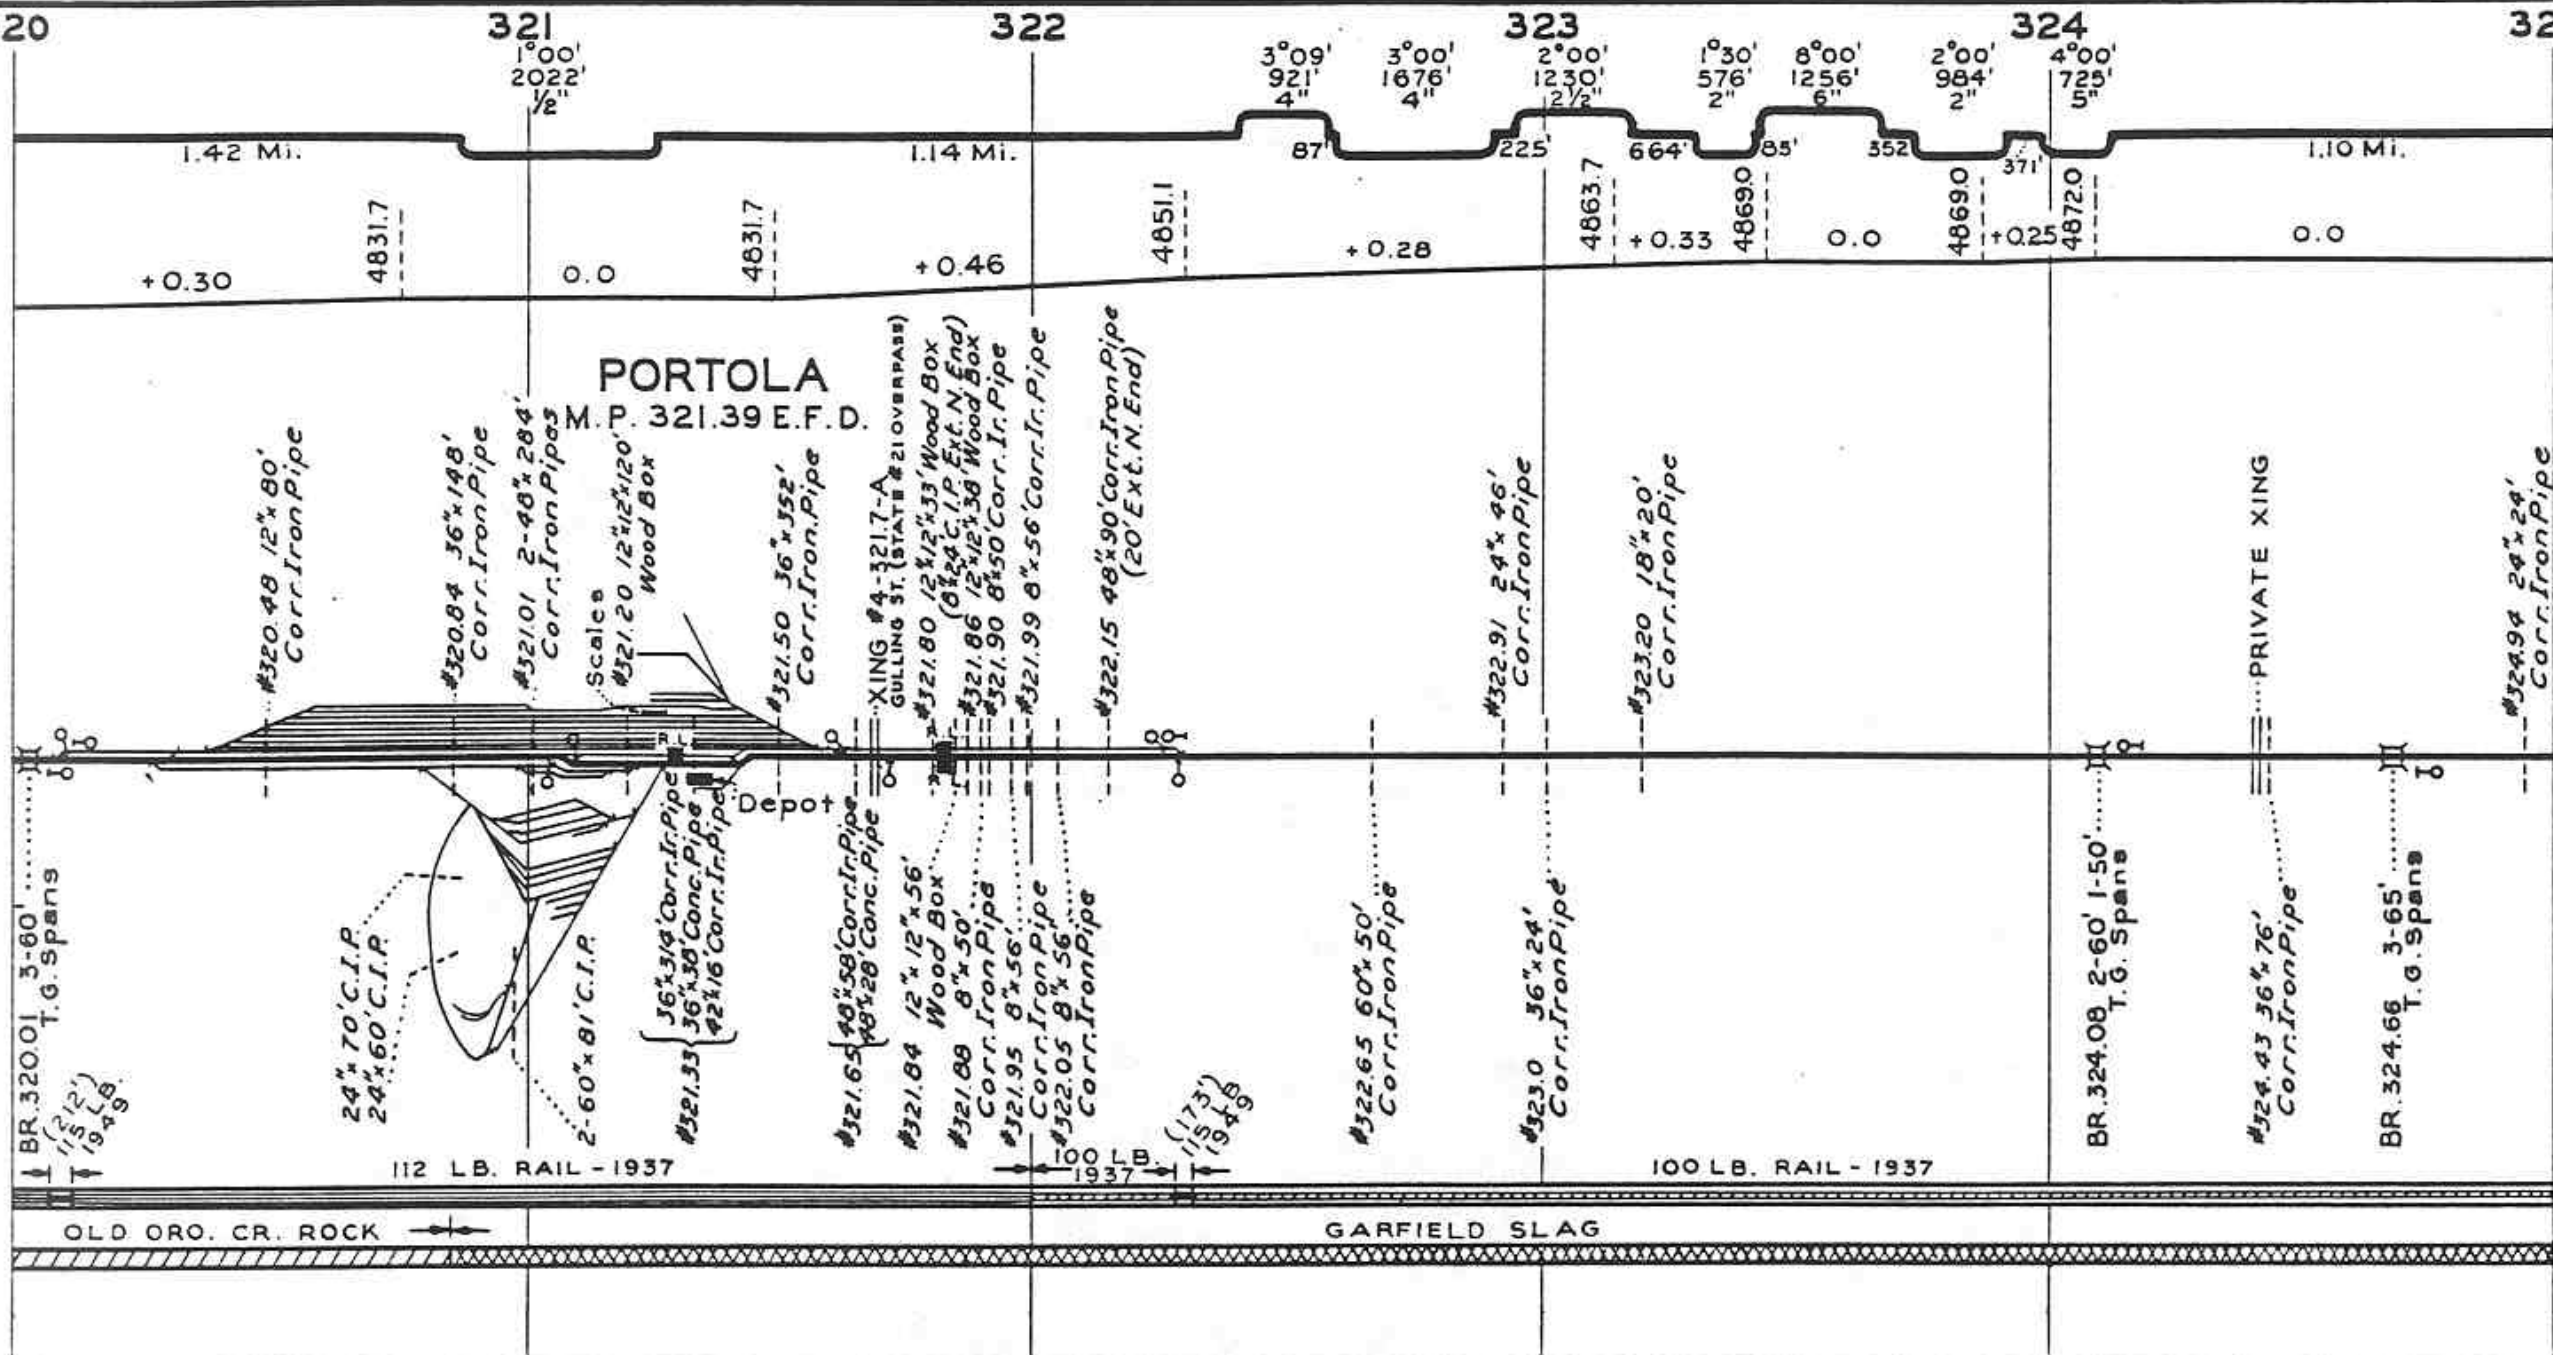 20
321
322
323
324
32
1°00'
2022'
½"
3°09'
921'
4"
3°00'
1676'
4"
2°00'
1230'
2½"
1°30'
576'
2"
8°00'
1256'
6"
2°00'
984'
2"
4°00'
725'
5"
1.42 Mi.
1.14 Mi.
87'
225'
664'
85'
352'
371'
1.10 Mi.
4831.7
4831.7
4851.1
4863.7
4869.0
4869.0
4872.0
+0.30
0.0
+0.46
+0.28
+0.33
0.0
+0.25
0.0
PORTOLA
M.P. 321.39 E.F.D.
#320.48 12"x 80'
Corr.Iron Pipe
#320.84 36"x 148'
Corr.Iron Pipe
#321.01 2-48"x 284'
Corr.Iron Pipes
Scales
#321.20 12"x12"x120'
Wood Box
#321.50 36"x 352'
Corr.Iron Pipe
XING #4-321.7-A
GULLING ST. (STATE #21 OVERPASS)
#321.80 12"x12"x33' Wood Box
(8"x24' C.I.P. Ext. N. End)
#321.86 12"x12"x38' Wood Box
#321.90 8"x50' Corr.Ir.Pipe
#321.99 8"x56' Corr.Ir.Pipe
#322.15 48"x90' Corr.Iron Pipe
(20' Ext.N.End)
#322.91 24"x 46'
Corr.Iron Pipe
#323.20 18"x20'
Corr.Iron Pipe
PRIVATE XING
#324.94 24"x24'
Corr.Iron Pipe
R.L.
Depot
BR.320.01 3-60'
T.G. Spans
24"x 70' C.I.P.
24"x 60' C.I.P.
2-60"x 81' C.I.P.
#321.33
36"x314' Corr.Ir.Pipe
36"x38' Conc.Pipe
42"x16' Corr.Ir.Pipe
#321.65
48"x58' Corr.Ir.Pipe
48"x28' Conc.Pipe
#321.84 12"x12"x56'
Wood Box
#321.88 8"x50'
Corr.Iron Pipe
#321.95 8"x56'
Corr.Iron Pipe
#322.05 8"x56'
Corr.Iron Pipe
#322.65 60"x50'
Corr.Iron Pipe
#323.0 36"x24'
Corr.Iron Pipe
BR.324.08 2-60' 1-50'
T.G. Spans
#324.43 36"x76'
Corr.Iron Pipe
BR.324.66 3-65'
T.G. Spans
(212')
115 LB.
1949
112 LB. RAIL - 1937
100 LB.
1937
(173')
115 LB
1949
100 LB. RAIL - 1937
OLD ORO. CR. ROCK
GARFIELD SLAG